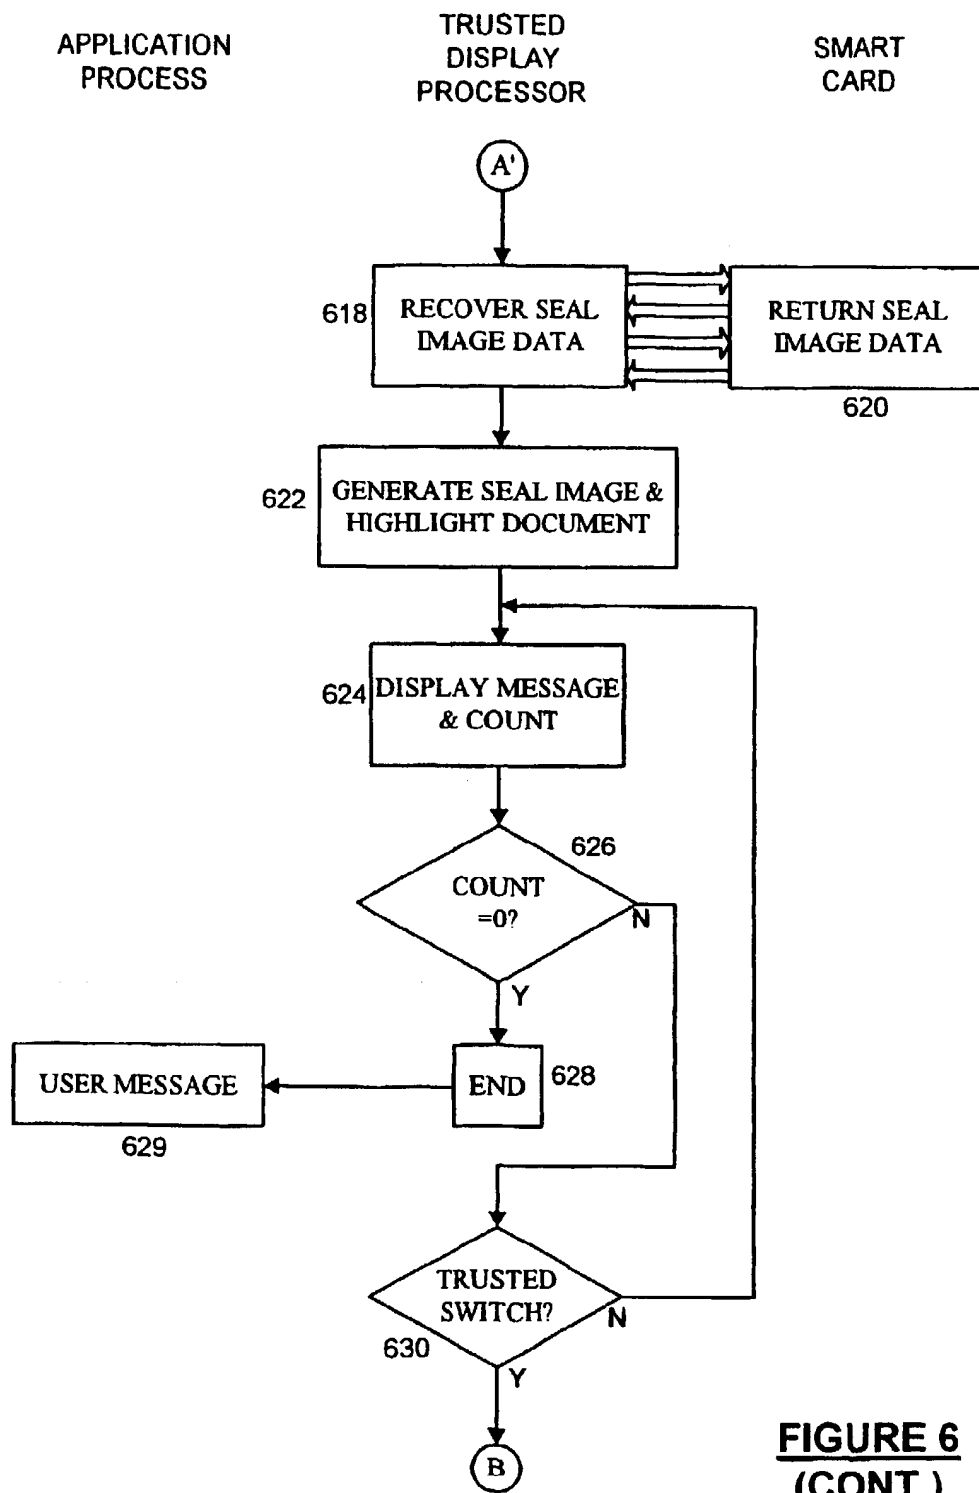 APPLICATION
PROCESS
TRUSTED
DISPLAY
PROCESSOR
SMART
CARD
A'
618
RECOVER SEAL
IMAGE DATA
RETURN SEAL
IMAGE DATA
620
622
GENERATE SEAL IMAGE &
HIGHLIGHT DOCUMENT
624
DISPLAY MESSAGE
& COUNT
626
COUNT
=0?
N
Y
USER MESSAGE
629
END
628
TRUSTED
SWITCH?
N
630
Y
B
FIGURE 6
(CONT.)